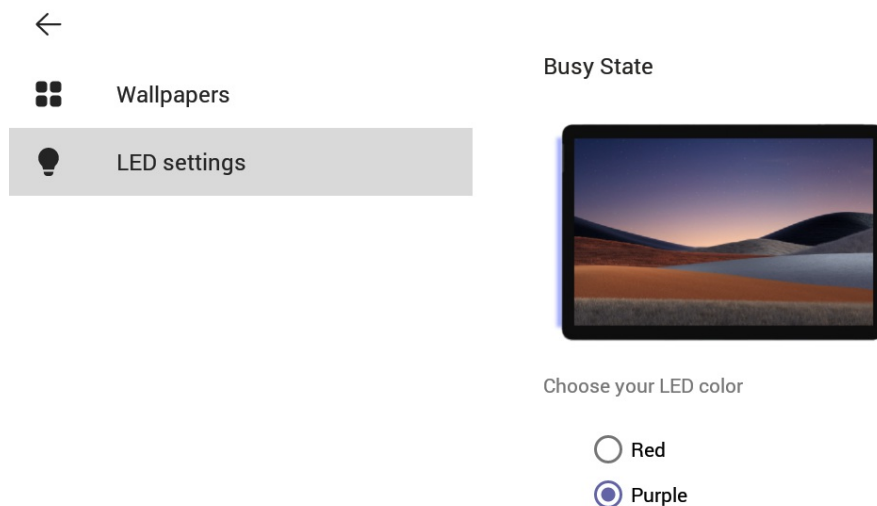 Wallpapers
LED settings
Busy State
Choose your LED color
Red
Purple